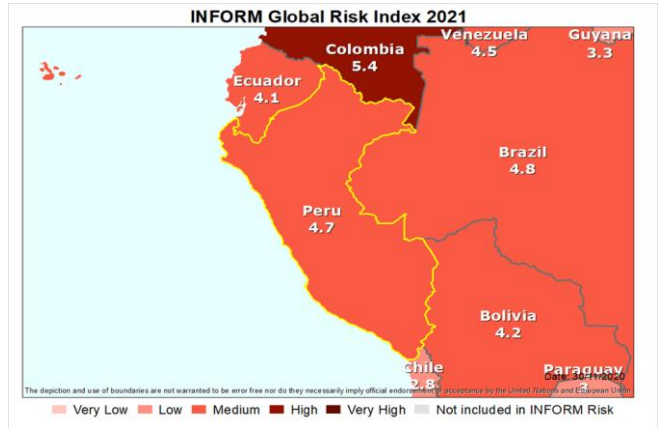 INFORM Global Risk Index 2021
Colombia
5.4
Venezuela
4.5
Guyana
3.3
Ecuador
4.1
Brazil
4.8
Peru
4.7
Bolivia
4.2
Chile
2.8
Paraguay
3
Date: 30/11/2020
The depiction and use of boundaries are not warranted to be error free nor do they necessarily imply official endorsement or acceptance by the United Nations and European Union
Very Low Low Medium High Very High Not included in INFORM Risk